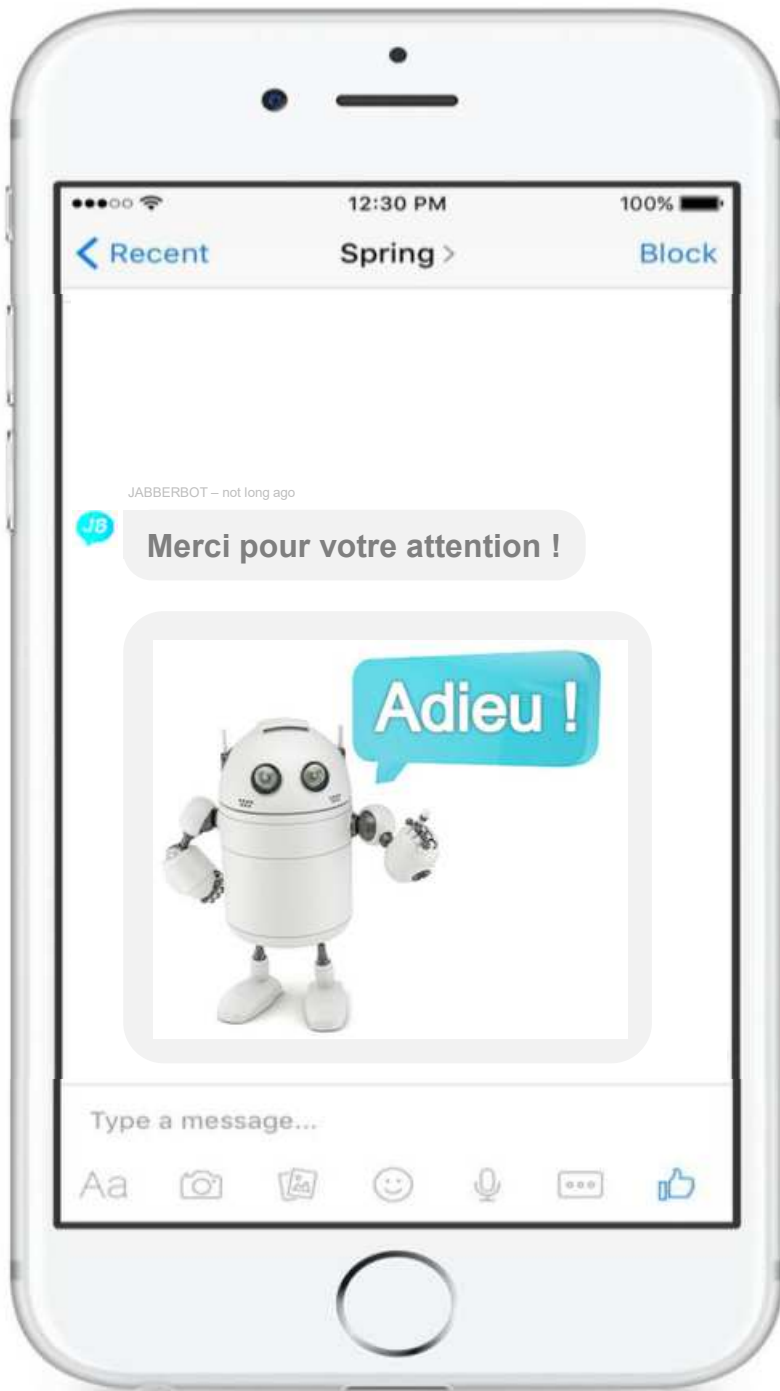 12:30 PM
100%
Recent
Spring >
Block
JABBERBOT – not long ago
JB
Merci pour votre attention !
Adieu !
Type a message...
Aa